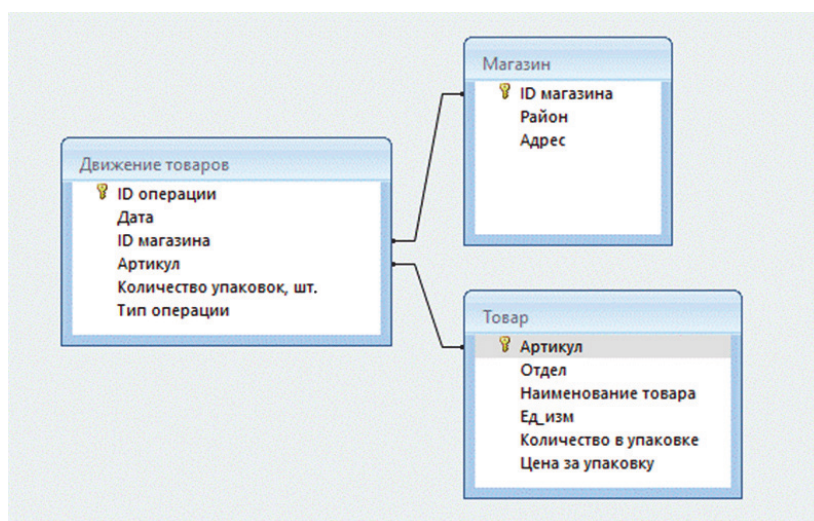 Движение товаров
ID операции
Дата
ID магазина
Артикул
Количество упаковок, шт.
Тип операции
Магазин
ID магазина
Район
Адрес
Товар
Артикул
Отдел
Наименование товара
Ед_изм
Количество в упаковке
Цена за упаковку